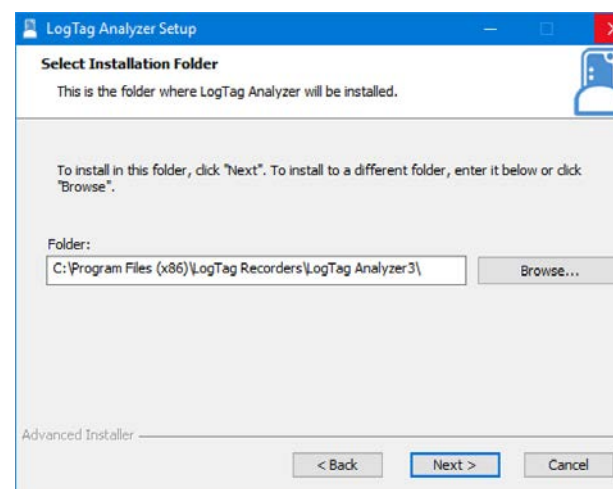 LogTag Analyzer Setup
Select Installation Folder
This is the folder where LogTag Analyzer will be installed.
To install in this folder, click "Next". To install to a different folder, enter it below or click
"Browse".
Folder:
C:\Program Files (x86)\LogTag Recorders\LogTag Analyzer3\
Browse...
Advanced Installer
< Back
Next >
Cancel